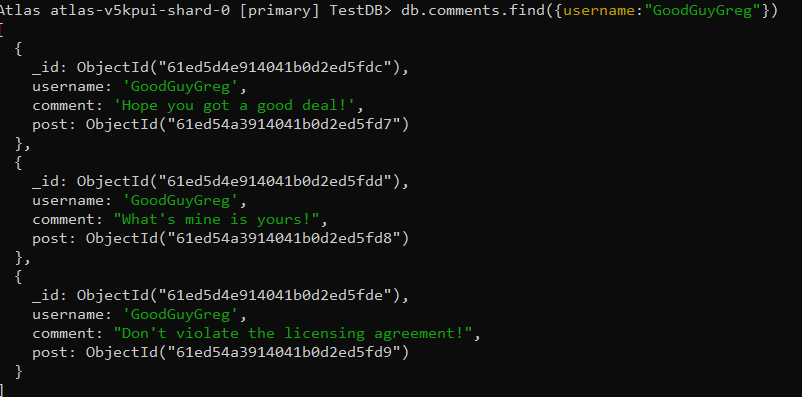 Atlas atlas-v5kpui-shard-0 [primary] TestDB> db.comments.find({username:"GoodGuyGreg"})
[
  {
    _id: ObjectId("61ed5d4e914041b0d2ed5fdc"),
    username: 'GoodGuyGreg',
    comment: 'Hope you got a good deal!',
    post: ObjectId("61ed54a3914041b0d2ed5fd7")
  },
  {
    _id: ObjectId("61ed5d4e914041b0d2ed5fdd"),
    username: 'GoodGuyGreg',
    comment: "What's mine is yours!",
    post: ObjectId("61ed54a3914041b0d2ed5fd8")
  },
  {
    _id: ObjectId("61ed5d4e914041b0d2ed5fde"),
    username: 'GoodGuyGreg',
    comment: "Don't violate the licensing agreement!",
    post: ObjectId("61ed54a3914041b0d2ed5fd9")
  }
]